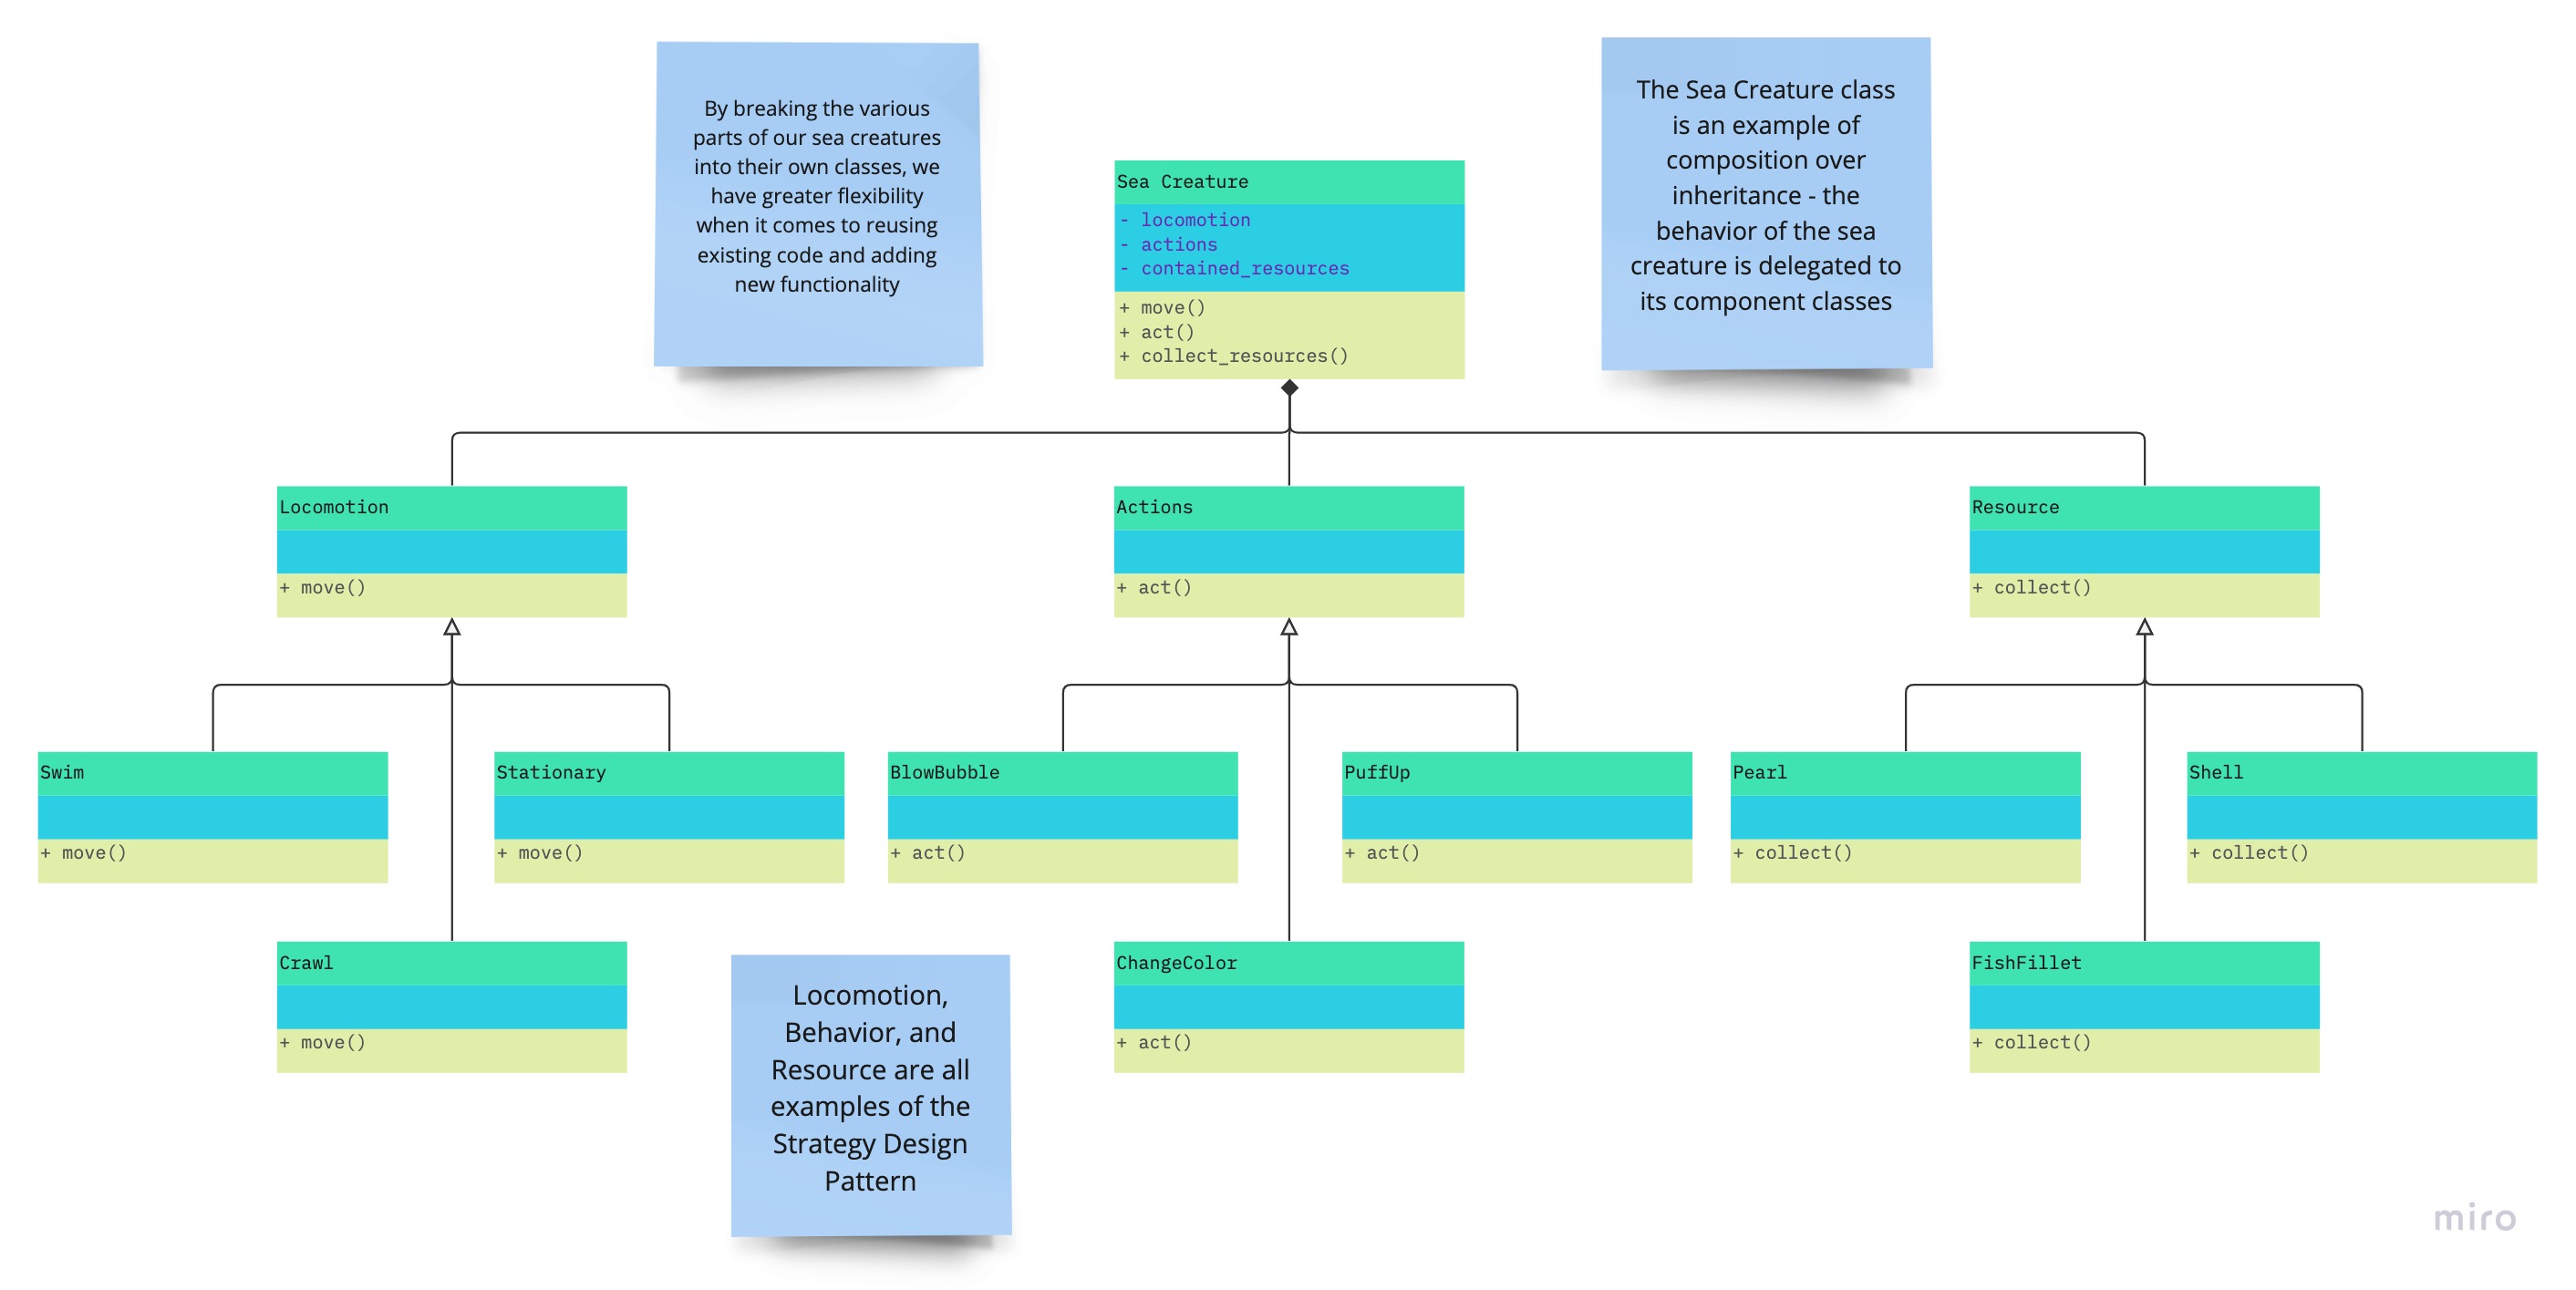 By breaking the various
parts of our sea creatures
into their own classes, we
have greater flexibility
when it comes to reusing
existing code and adding
new functionality
The Sea Creature class
is an example of
composition over
inheritance - the
behavior of the sea
creature is delegated to
its component classes
Sea Creature
- locomotion
- actions
- contained_resources
+ move()
+ act()
+ collect_resources()
Locomotion
+ move()
Actions
+ act()
Resource
+ collect()
Swim
+ move()
Stationary
+ move()
BlowBubble
+ act()
PuffUp
+ act()
Pearl
+ collect()
Shell
+ collect()
Crawl
+ move()
Locomotion,
Behavior, and
Resource are all
examples of the
Strategy Design
Pattern
ChangeColor
+ act()
FishFillet
+ collect()
miro